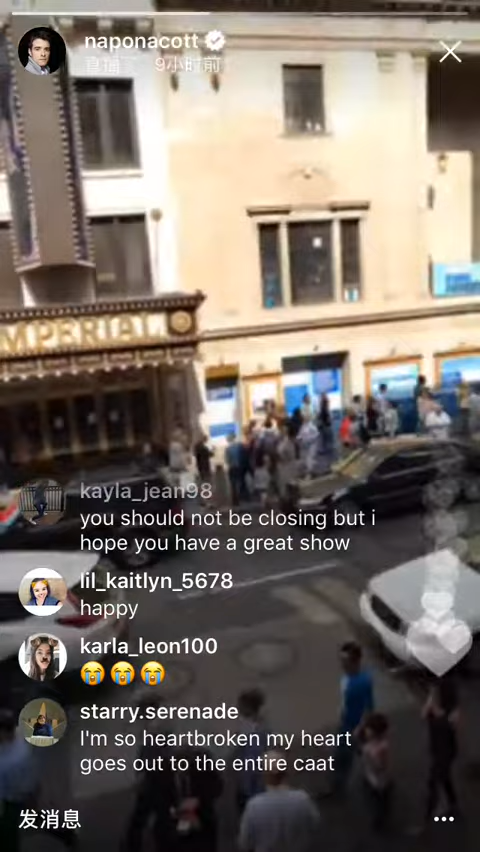 naponacott
直播 9小时前
IMPERIAL
kayla_jean98
you should not be closing but i
hope you have a great show
lil_kaitlyn_5678
happy
karla_leon100
😭😭😭
starry.serenade
I'm so heartbroken my heart
goes out to the entire caat
发消息